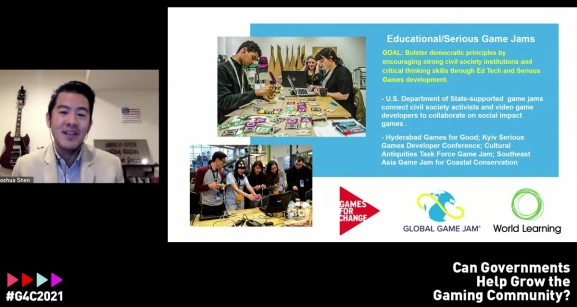 Educational/Serious Game Jams
GOAL: Bolster democratic principles by
encouraging strong civil society institutions and
critical thinking skills through Ed Tech and Serious
Games development.
- U.S. Department of State-supported game jams
connect civil society activists and video game
developers to collaborate on social impact
games .
- Hyderabad Games for Good; Kyiv Serious
Games Developer Conference; Cultural
Antiquities Task Force Game Jam; Southeast
Asia Game Jam for Coastal Conservation
oshua Shen
GAMES
FOR
CHANGE
GLOBAL GAME JAM®
World Learning
#G4C2021
Can Governments
Help Grow the
Gaming Community?